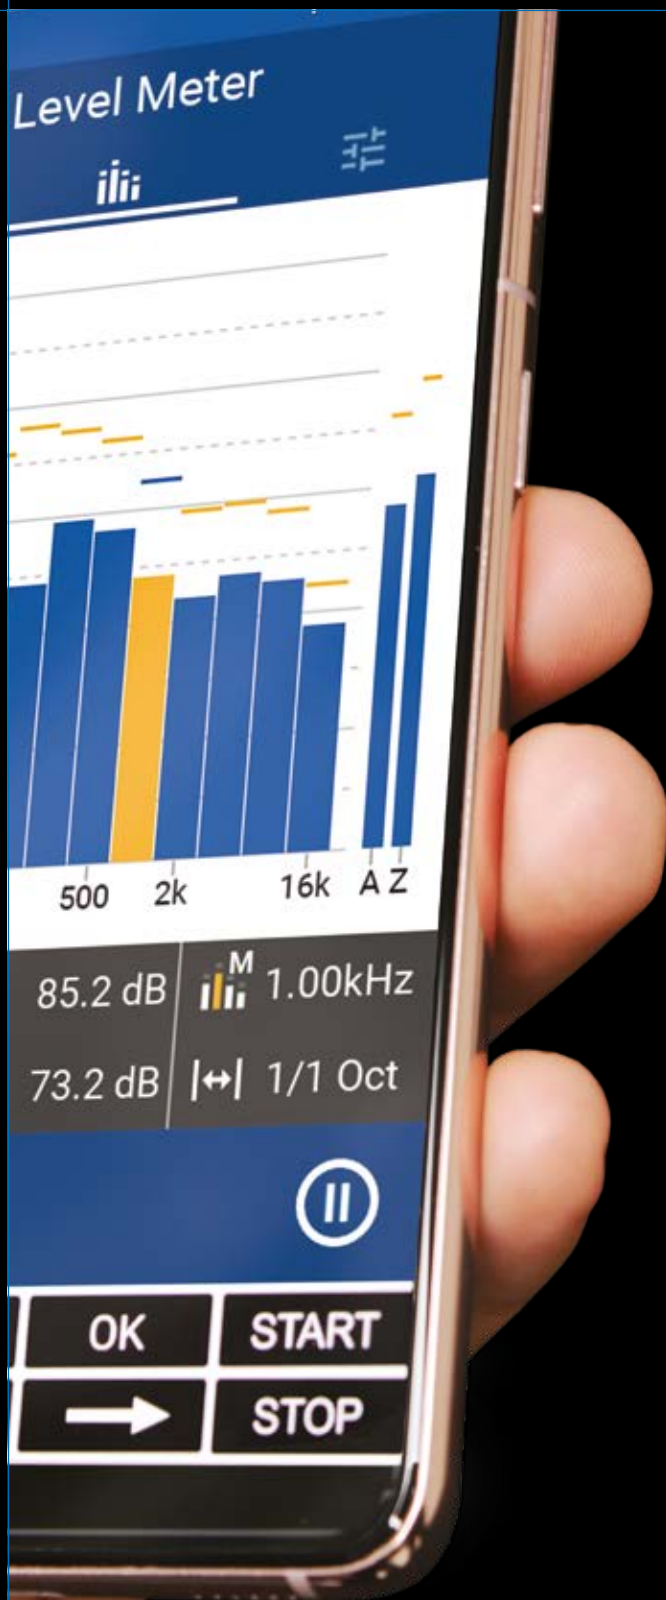 Level Meter
500 2k 16k A Z
85.2 dB M 1.00kHz
73.2 dB 1/1 Oct
OK START
STOP